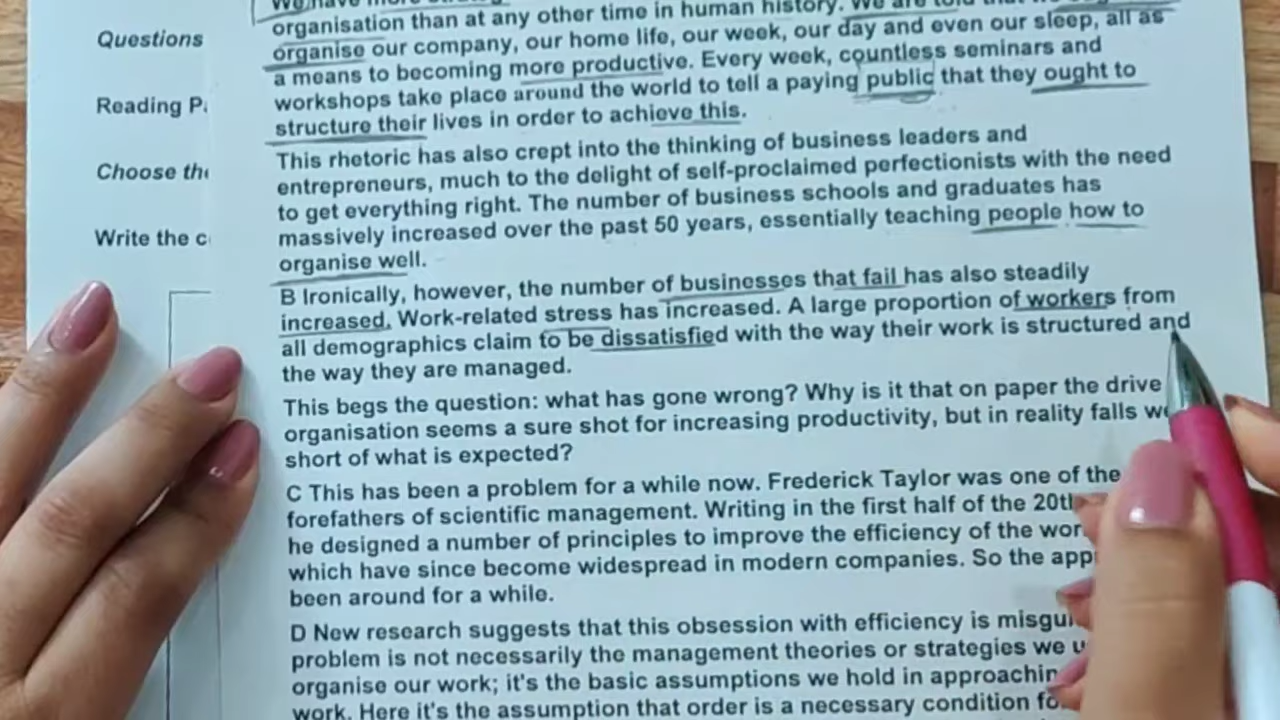 Questions
Reading P
Choose th
Write the c
We have more
organisation than at any other time in human history. We are told that we
organise our company, our home life, our week, our day and even our sleep, all as
a means to becoming more productive. Every week, countless seminars and
workshops take place around the world to tell a paying public that they ought to
structure their lives in order to achieve this.
This rhetoric has also crept into the thinking of business leaders and
entrepreneurs, much to the delight of self-proclaimed perfectionists with the need
to get everything right. The number of business schools and graduates has
massively increased over the past 50 years, essentially teaching people how to
organise well.
B Ironically, however, the number of businesses that fail has also steadily
increased. Work-related stress has increased. A large proportion of workers from
all demographics claim to be dissatisfied with the way their work is structured and
the way they are managed.
This begs the question: what has gone wrong? Why is it that on paper the drive
organisation seems a sure shot for increasing productivity, but in reality falls
short of what is expected?
C This has been a problem for a while now. Frederick Taylor was one of the
forefathers of scientific management. Writing in the first half of the 20th
he designed a number of principles to improve the efficiency of the wor
which have since become widespread in modern companies. So the app
been around for a while.
D New research suggests that this obsession with efficiency is misgu
problem is not necessarily the management theories or strategies we u
organise our work; it's the basic assumptions we hold in approachin
work. Here it's the assumption that order is a necessary condition fo